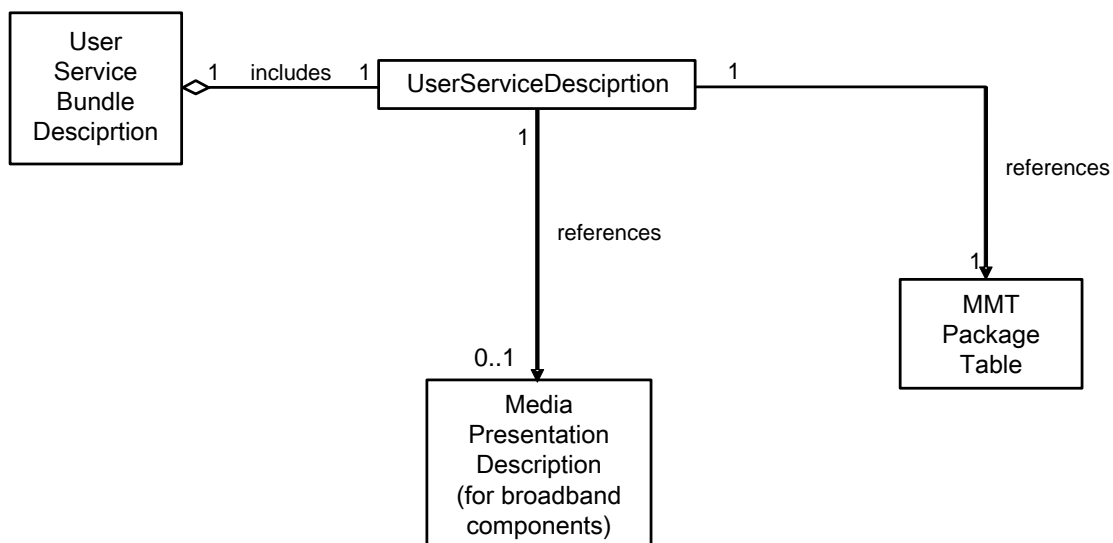 User
Service
Bundle
Desciprtion
1
includes
1
UserServiceDesciprtion
1
1
references
references
0..1
1
MMT
Package
Table
Media
Presentation
Description
(for broadband
components)